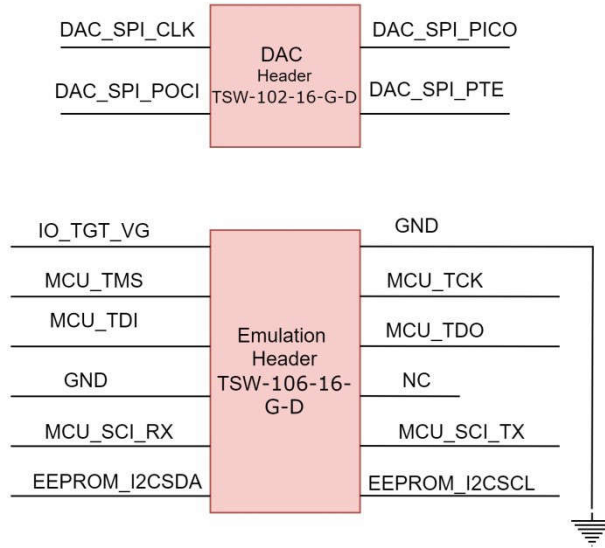 DAC_SPI_CLK
DAC
Header
TSW-102-16-G-D
DAC_SPI_PICO
DAC_SPI_POCI
DAC_SPI_PTE
IO_TGT_VG
GND
MCU_TMS
MCU_TCK
MCU_TDI
MCU_TDO
Emulation
Header
TSW-106-16-
G-D
GND
NC
MCU_SCI_RX
MCU_SCI_TX
EEPROM_I2CSDA
EEPROM_I2CSCL